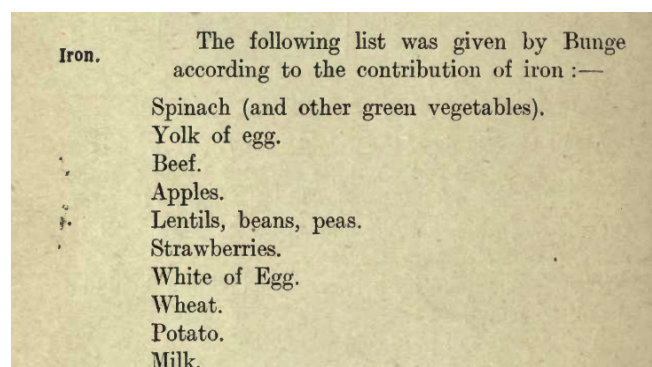 Iron.
The following list was given by Bunge
according to the contribution of iron :—
Spinach (and other green vegetables).
Yolk of egg.
Beef.
Apples.
Lentils, beans, peas.
Strawberries.
White of Egg.
Wheat.
Potato.
Milk.